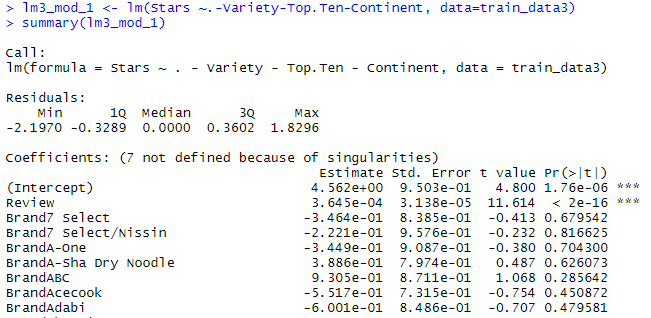 > lm3_mod_1 <- lm(Stars ~.-Variety-Top.Ten-Continent, data=train_data3)
> summary(lm3_mod_1)
Call:
lm(formula = Stars ~ . - Variety - Top.Ten - Continent, data = train_data3)
Residuals:
Min 1Q Median 3Q Max
-2.1970 -0.3289 0.0000 0.3602 1.8296
Coefficients: (7 not defined because of singularities)
Estimate Std. Error t value Pr(>|t|)
(Intercept) 4.562e+00 9.503e-01 4.800 1.76e-06 ***
Review 3.645e-04 3.138e-05 11.614 < 2e-16 ***
Brand7 Select -3.464e-01 8.385e-01 -0.413 0.679542
Brand7 Select/Nissin -2.221e-01 9.576e-01 -0.232 0.816625
BrandA-One -3.449e-01 9.087e-01 -0.380 0.704300
BrandA-Sha Dry Noodle 3.886e-01 7.974e-01 0.487 0.626073
BrandABC 9.305e-01 8.711e-01 1.068 0.285642
BrandAcecook -5.517e-01 7.315e-01 -0.754 0.450872
BrandAdabi -6.001e-01 8.486e-01 -0.707 0.479581